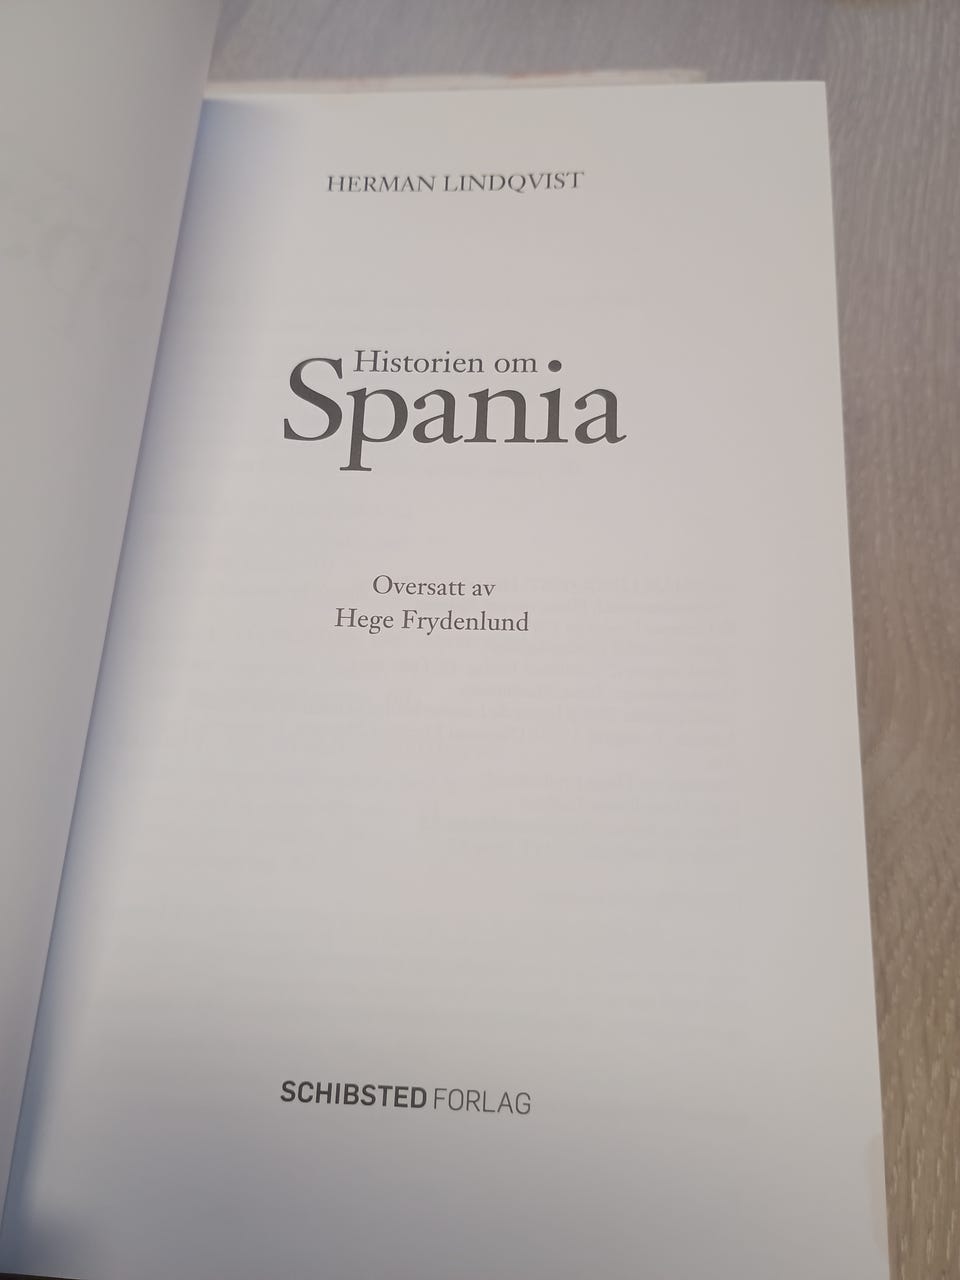 HERMAN LINDQVIST
Historien om
Spania
Oversatt av
Hege Frydenlund
SCHIBSTED FORLAG